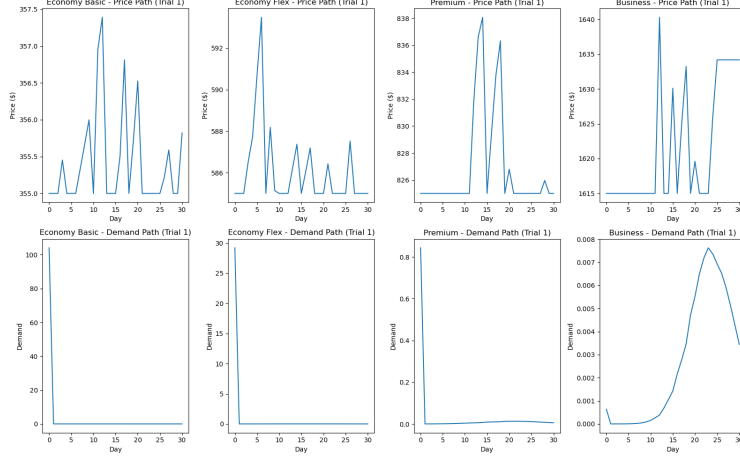 Economy Basic - Price Path (Trial 1)
Economy Flex - Price Path (Trial 1)
Premium - Price Path (Trial 1)
Business - Price Path (Trial 1)
357.5
357.0
356.5
356.0
355.5
355.0
Price ($)
0 5 10 15 20 25 30
Day
592
590
588
586
Price ($)
0 5 10 15 20 25 30
Day
838
836
834
832
830
828
826
Price ($)
0 5 10 15 20 25 30
Day
1640
1635
1630
1625
1620
1615
Price ($)
0 5 10 15 20 25 30
Day
Economy Basic - Demand Path (Trial 1)
Economy Flex - Demand Path (Trial 1)
Premium - Demand Path (Trial 1)
Business - Demand Path (Trial 1)
100
80
60
40
20
0
Demand
0 5 10 15 20 25 30
Day
30
25
20
15
10
5
0
Demand
0 5 10 15 20 25 30
Day
0.8
0.6
0.4
0.2
0.0
Demand
0 5 10 15 20 25 30
Day
0.008
0.007
0.006
0.005
0.004
0.003
0.002
0.001
0.000
Demand
0 5 10 15 20 25 30
Day